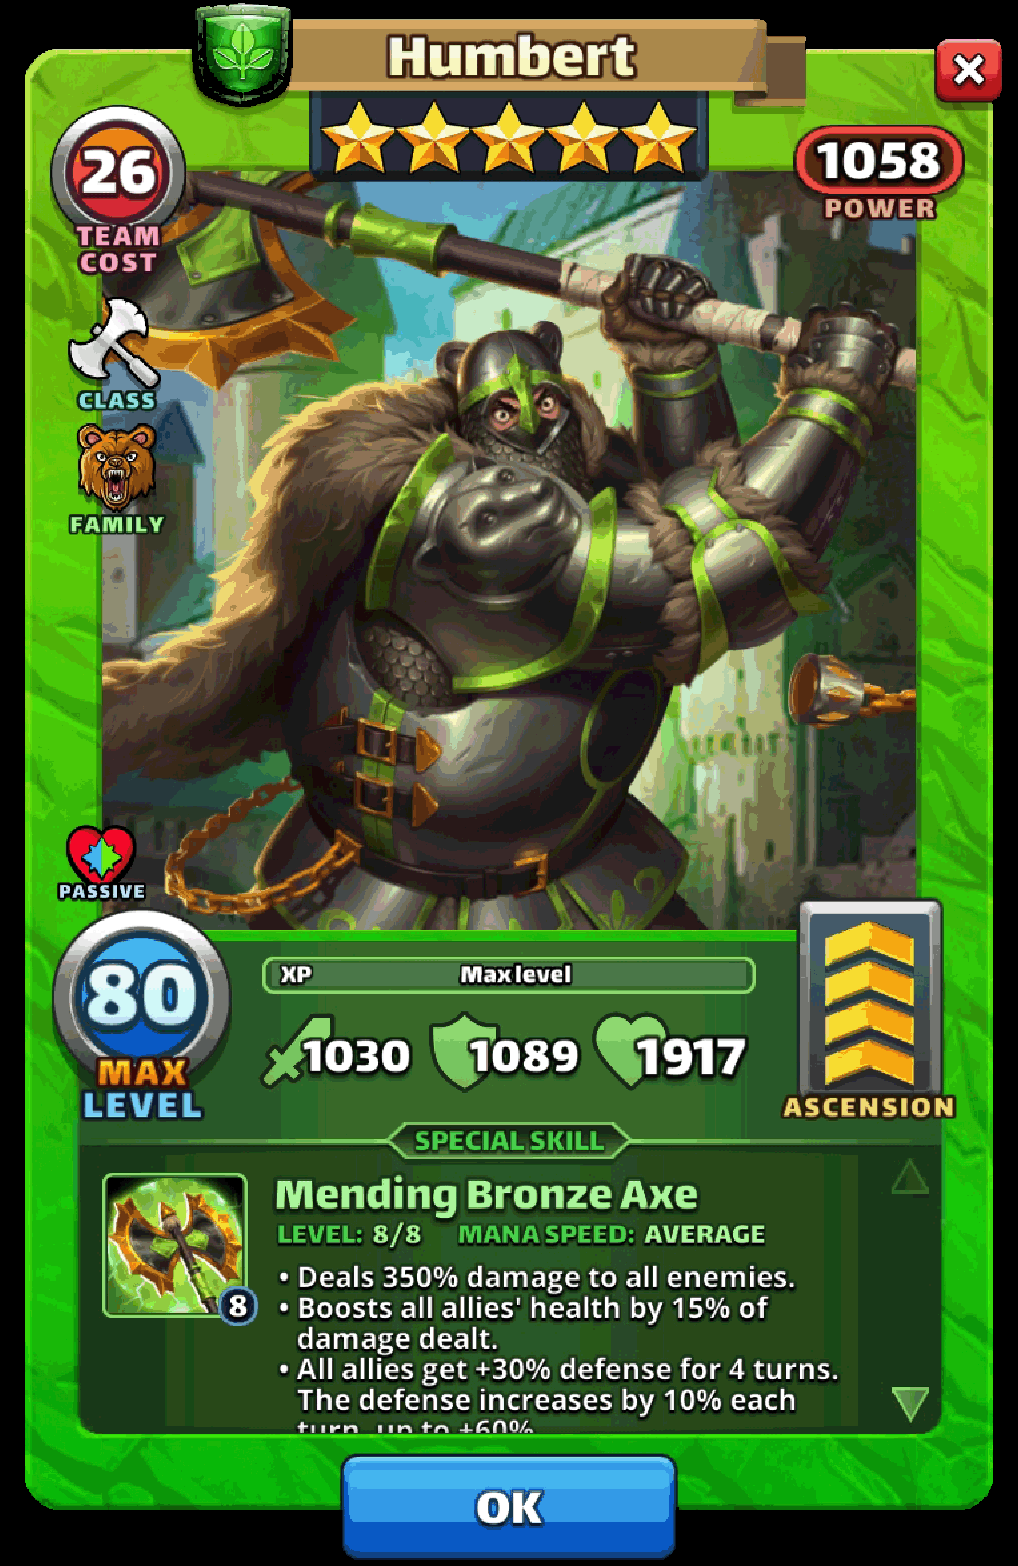 Humbert
26
TEAM
COST
1058
POWER
CLASS
FAMILY
PASSIVE
80
MAX
LEVEL
XP Max level
1030 1089 1917
ASCENSION
SPECIAL SKILL
Mending Bronze Axe
LEVEL: 8/8 MANA SPEED: AVERAGE
8
• Deals 350% damage to all enemies.
• Boosts all allies' health by 15% of
damage dealt.
• All allies get +30% defense for 4 turns.
The defense increases by 10% each
turn, up to +60%.
OK